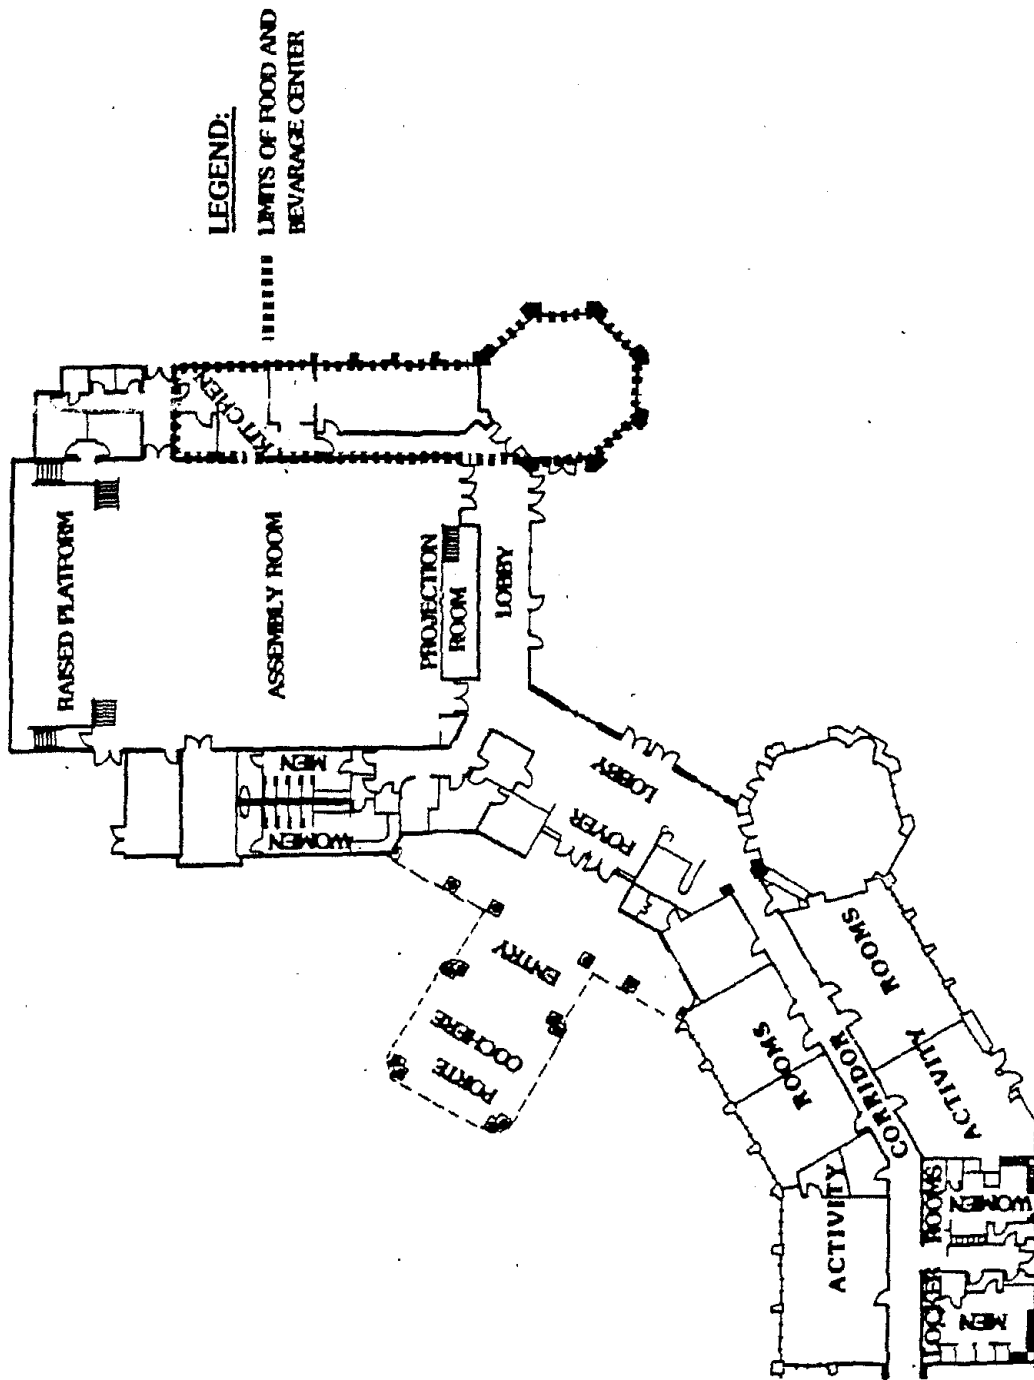 LEGEND:
LIMITS OF FOOD AND
BEVARAGE CENTER
KITCHEN
RAISED PLATFORM
ASSEMBLY ROOM
PROJECTION
ROOM
LOBBY
MEN
WOMEN
LOBBY
FOYER
ENTRY
PORTE
COCHERE
ROOMS
ROOMS
CORRIDOR
ACTIVITY
ACTIVITY
LOCKER ROOMS
WOMEN
MEN